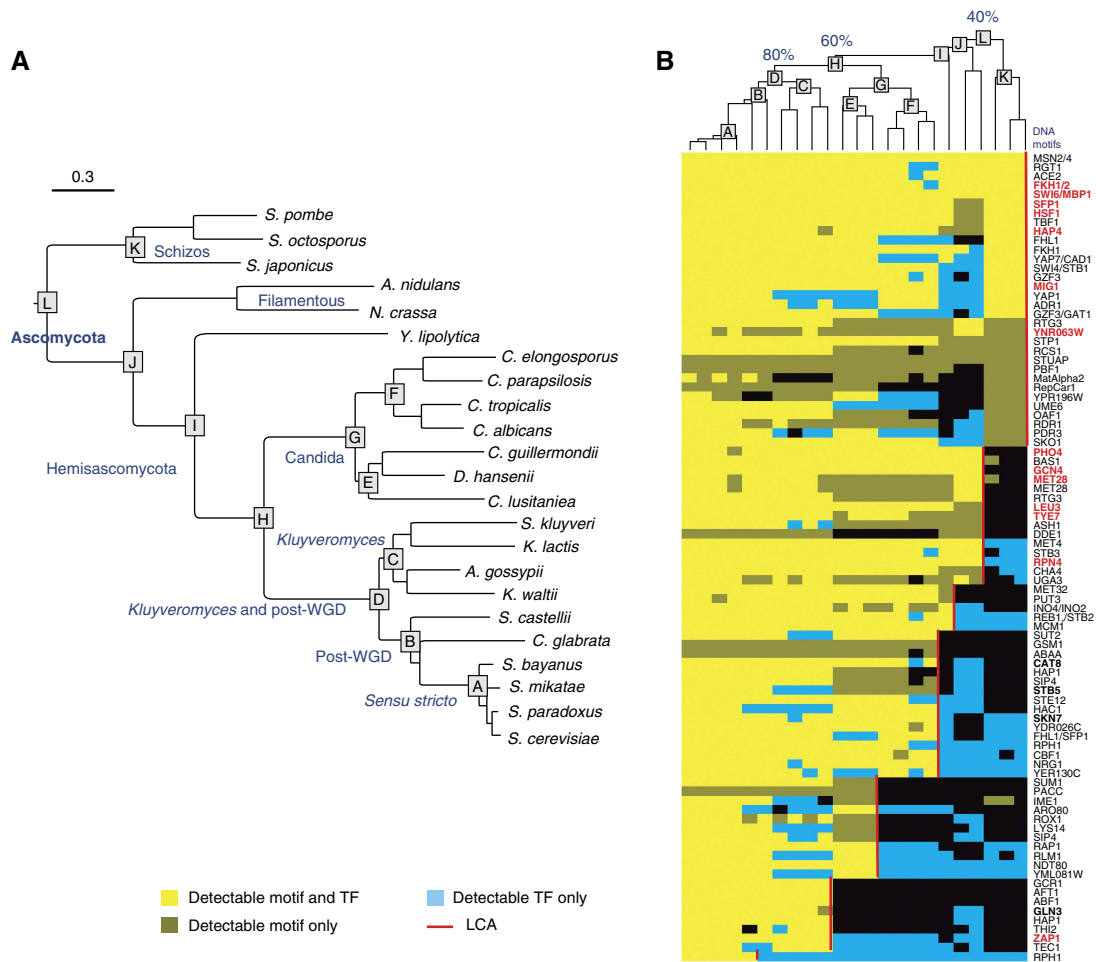 A
0.3
S. pombe
S. octosporus
K
Schizos
S. japonicus
A. nidulans
L
Filamentous
N. crassa
Ascomycota
Y. lipolytica
J
C. elongosporus
C. parapsilosis
F
C. tropicalis
I
C. albicans
G
C. guillermondii
Candida
Hemisascomycota
D. hansenii
E
C. lusitaniea
H
S. kluyveri
Kluyveromyces
K. lactis
C
A. gossypii
K. waltii
D
Kluyveromyces and post-WGD
S. castellii
B
C. glabrata
Post-WGD
S. bayanus
A
S. mikatae
Sensu stricto
S. paradoxus
S. cerevisiae
Detectable motif and TF
Detectable TF only
Detectable motif only
LCA
B
40%
60%
80%
L
J
I
H
K
D
C
G
B
E
F
A
DNA
motifs
MSN2/4
RGT1
ACE2
FKH1/2
SWI6/MBP1
SFP1
HSF1
TBF1
HAP4
FHL1
FKH1
YAP7/CAD1
SWI4/STB1
GZF3
MIG1
YAP1
ADR1
GZF3/GAT1
RTG3
YNR063W
STP1
RCS1
STUAP
PBF1
MatAlpha2
RepCar1
YPR196W
UME6
OAF1
RDR1
PDR3
SKO1
PHO4
BAS1
GCN4
MET28
MET28
RTG3
LEU3
TYE7
ASH1
DDE1
MET4
STB3
RPN4
CHA4
UGA3
MET32
PUT3
INO4/INO2
REB1./STB2
MCM1
SUT2
GSM1
ABAA
CAT8
HAP1
SIP4
STB5
STE12
HAC1
SKN7
YDR026C
FHL1/SFP1
RPH1
CBF1
NRG1
YER130C
SUM1
PACC
IME1
ARO80
ROX1
LYS14
SIP4
RAP1
RLM1
NDT80
YML081W
GCR1
AFT1
ABF1
GLN3
HAP1
THI2
ZAP1
TEC1
RPH1